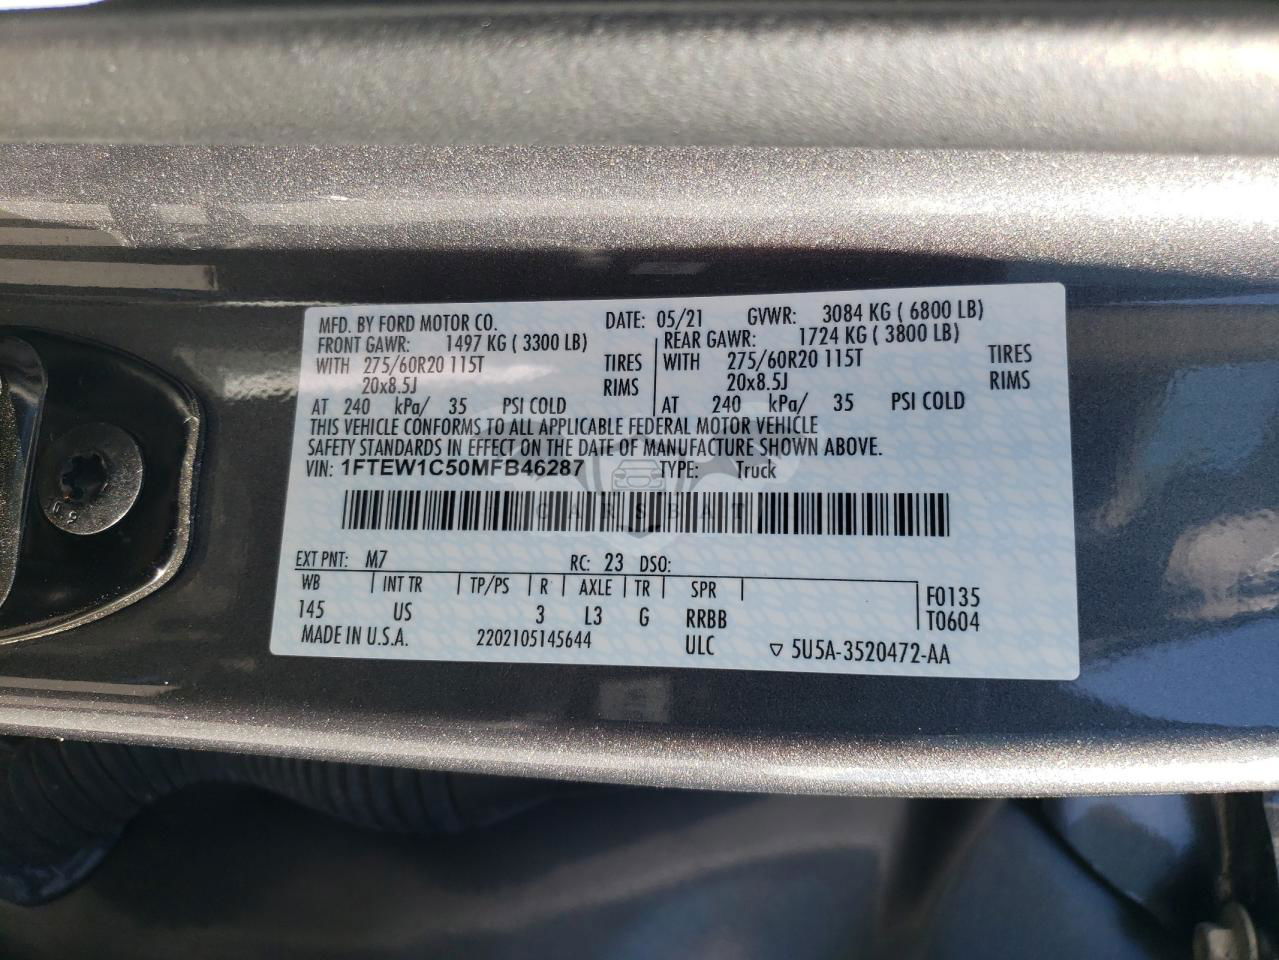 MFD. BY FORD MOTOR CO. DATE: 05/21 GVWR: 3084 KG ( 6800 LB)
FRONT GAWR: 1497 KG ( 3300 LB) REAR GAWR: 1724 KG ( 3800 LB)
WITH 275/60R20 115T TIRES WITH 275/60R20 115T TIRES
20x8.5J RIMS 20x8.5J RIMS
AT 240 kPa/ 35 PSI COLD AT 240 kPa/ 35 PSI COLD
THIS VEHICLE CONFORMS TO ALL APPLICABLE FEDERAL MOTOR VEHICLE
SAFETY STANDARDS IN EFFECT ON THE DATE OF MANUFACTURE SHOWN ABOVE.
VIN: 1FTEW1C50MFB46287 TYPE: Truck
CARSBAT
EXT PNT: M7 RC: 23 DSO:
WB INT TR TP/PS R AXLE TR SPR F0135
145 US 3 L3 G RRBB T0604
MADE IN U.S.A. 2202105145644 ULC ▽ 5U5A-3520472-AA